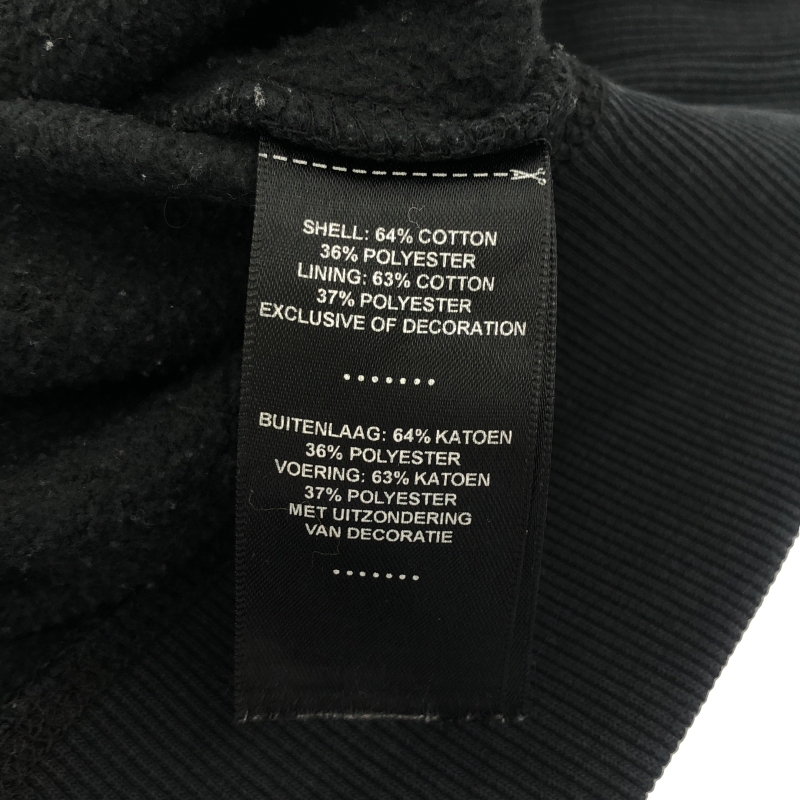 SHELL: 64% COTTON
36% POLYESTER
LINING: 63% COTTON
37% POLYESTER
EXCLUSIVE OF DECORATION
.......
BUITENLAAG: 64% KATOEN
36% POLYESTER
VOERING: 63% KATOEN
37% POLYESTER
MET UITZONDERING
VAN DECORATIE
.......